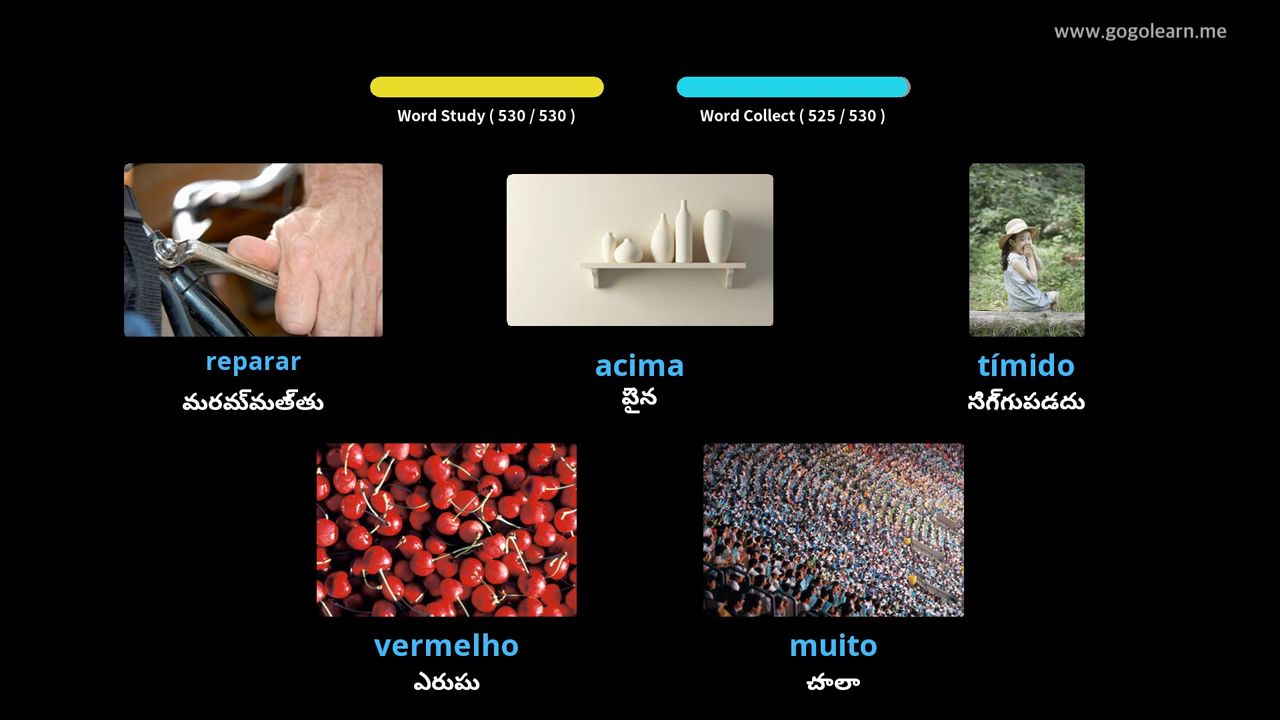 www.gogolearn.me
Word Study ( 530 / 530 )
Word Collect ( 525 / 530 )
reparar
మరమ్మత్తు
acima
పైన
tímido
సిగ్గుపడదు
vermelho
ఎరుపు
muito
చాలా